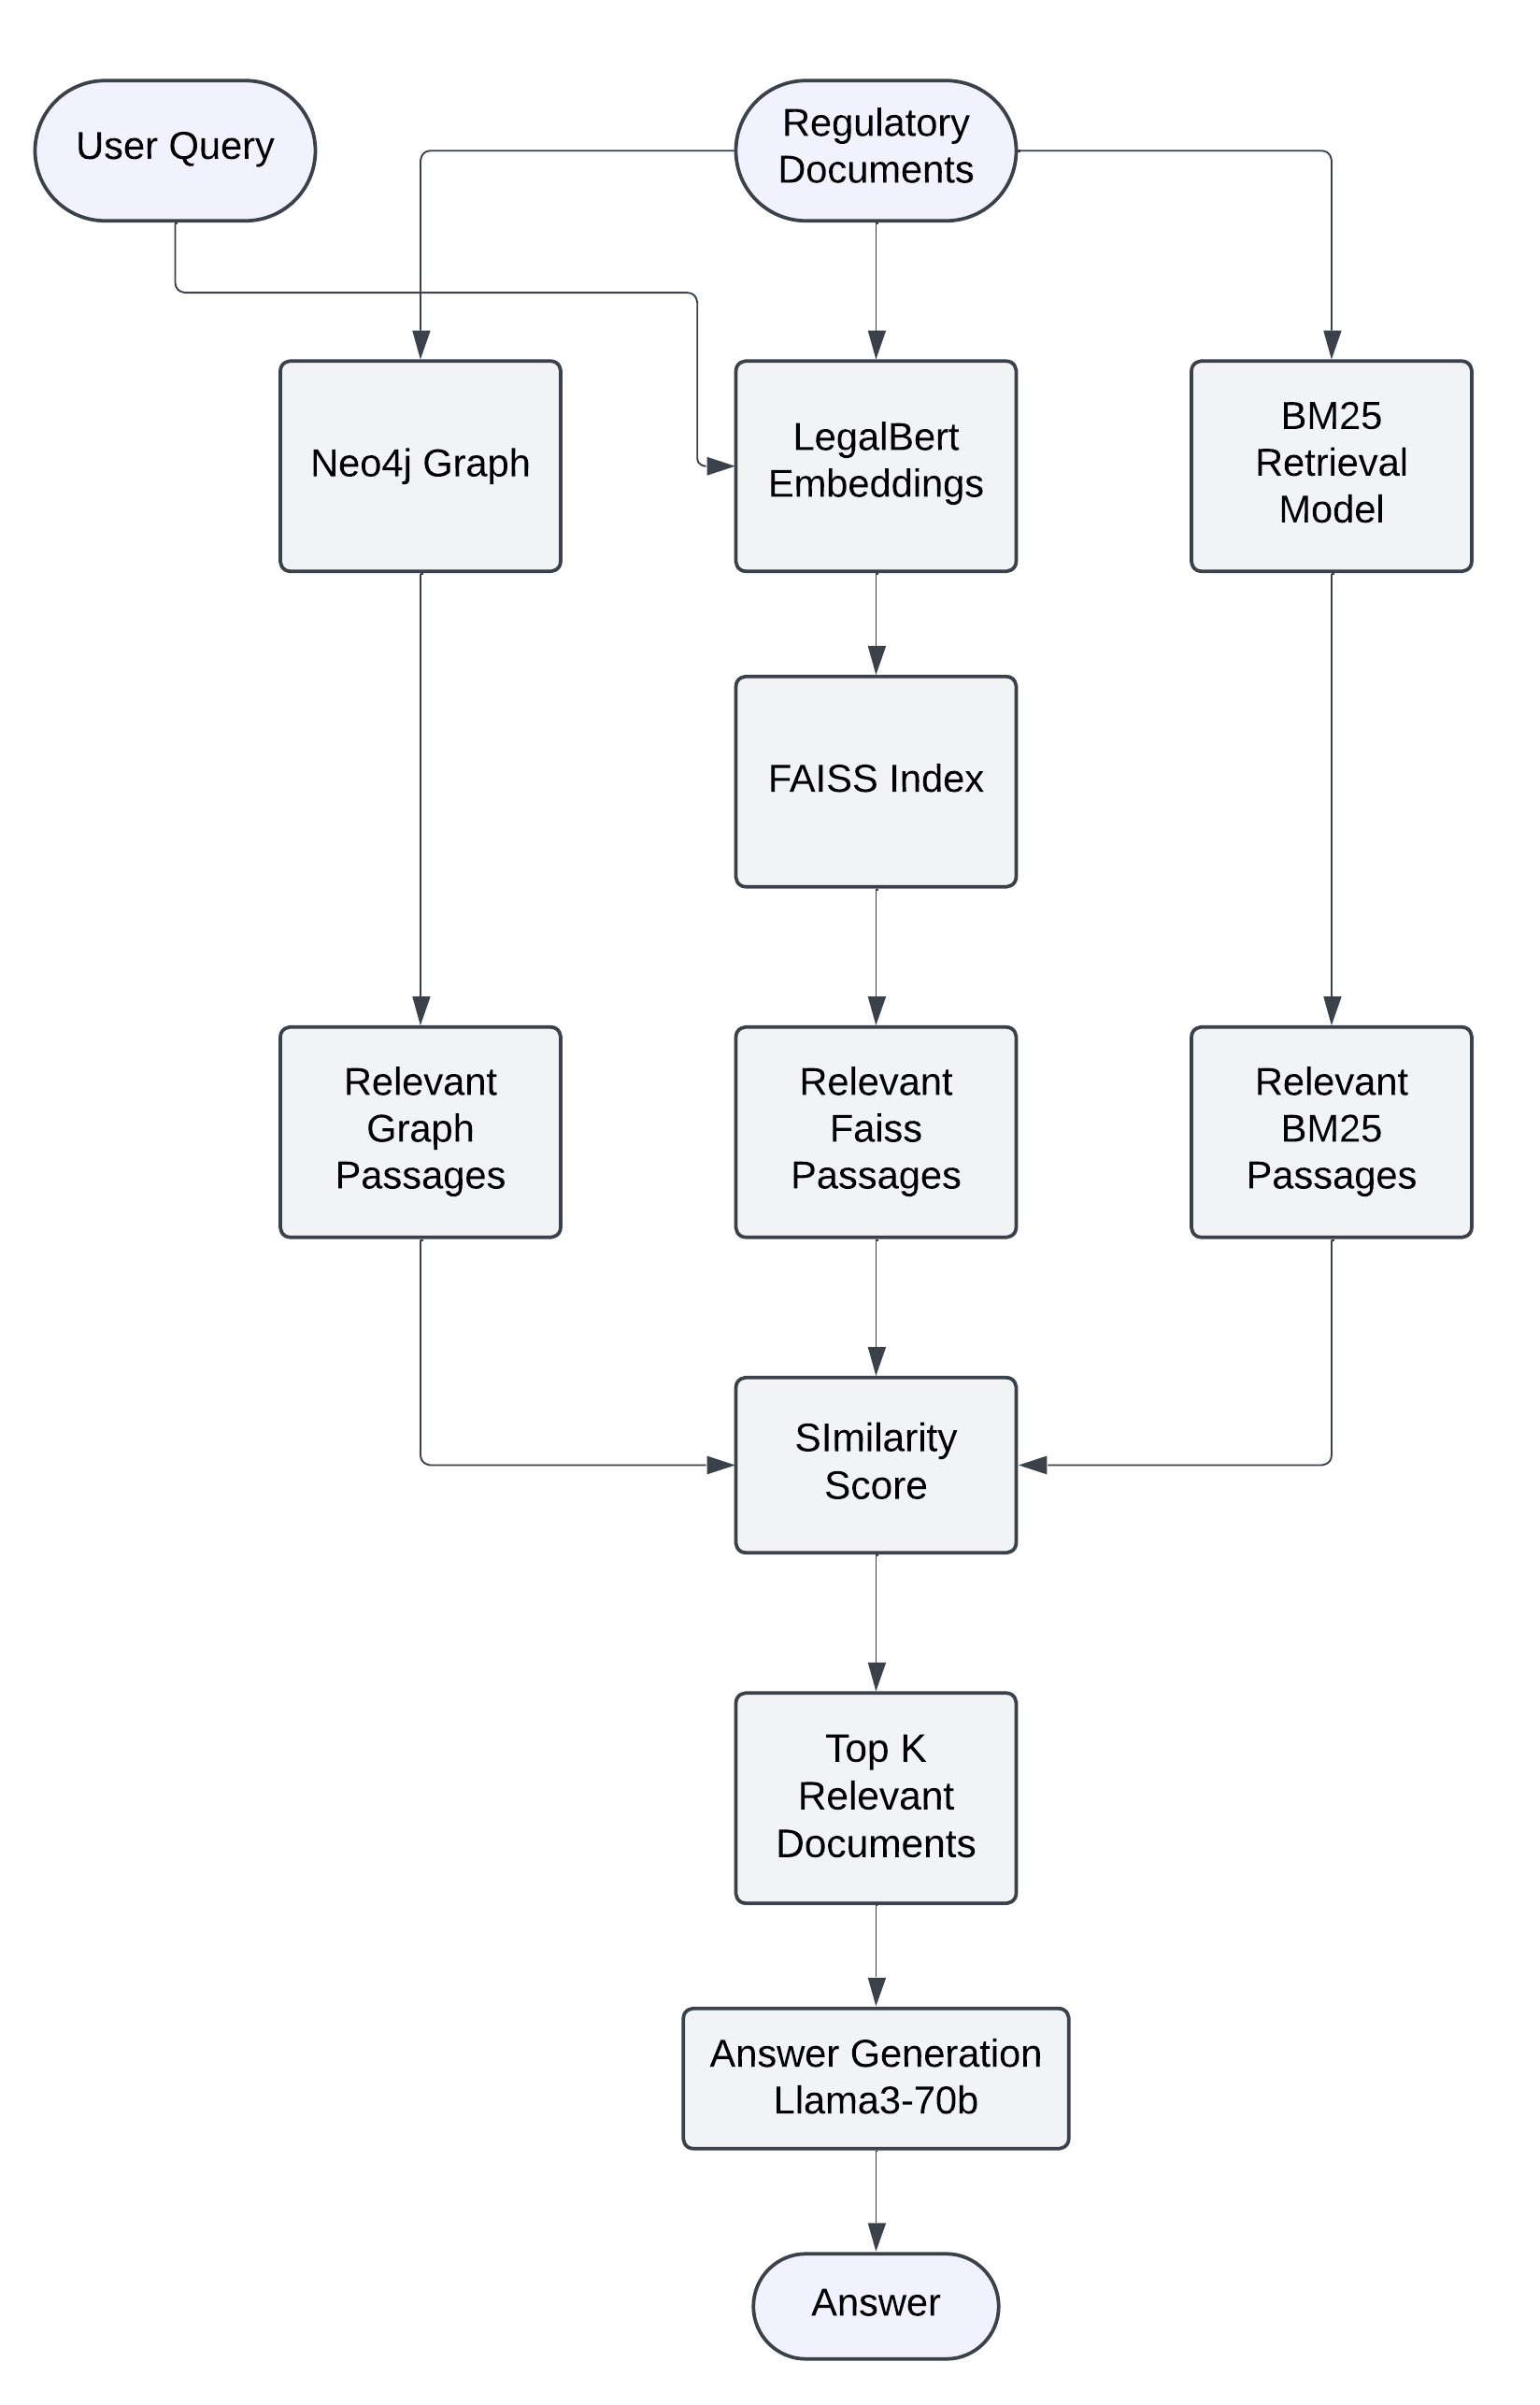 User Query
Regulatory
Documents
Neo4j Graph
LegalBert
Embeddings
BM25
Retrieval
Model
FAISS Index
Relevant
Graph
Passages
Relevant
Faiss
Passages
Relevant
BM25
Passages
SImilarity
Score
Top K
Relevant
Documents
Answer Generation
Llama3-70b
Answer